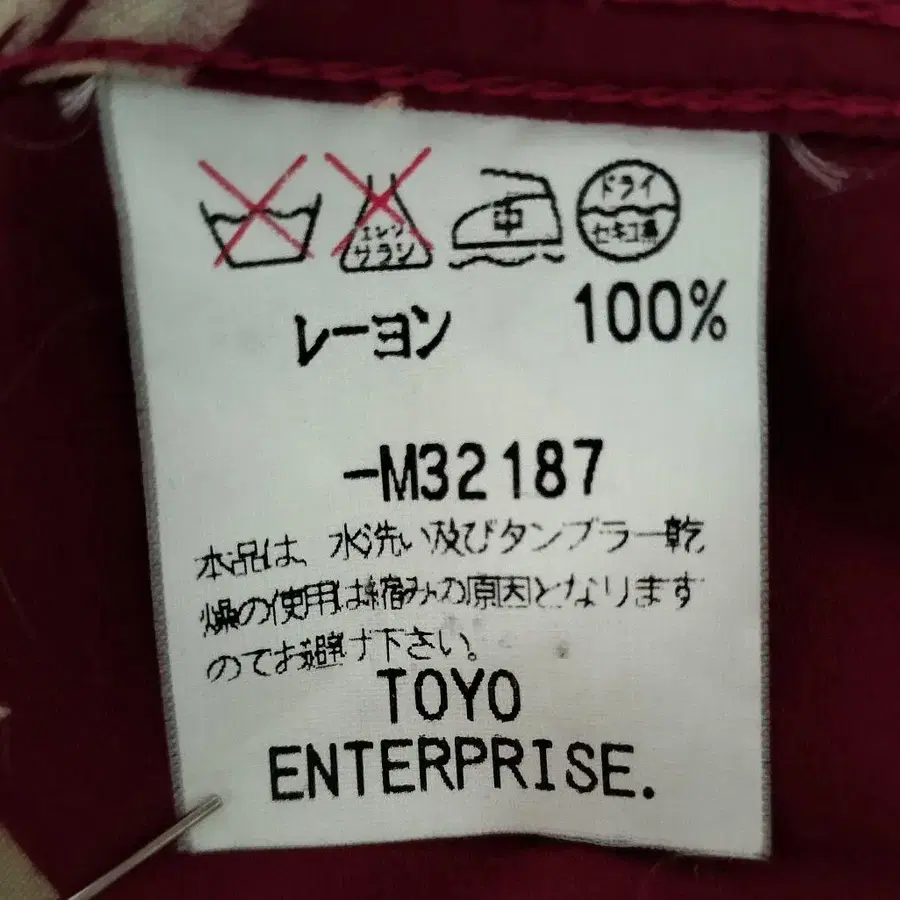 エンソ サラシ
中
ドライ
セキユ系
レーヨン 100%
-M32187
本品は、水洗い及びタンブラー乾
燥の使用は縮みの原因となります
のでお避け下さい。
TOYO
ENTERPRISE.